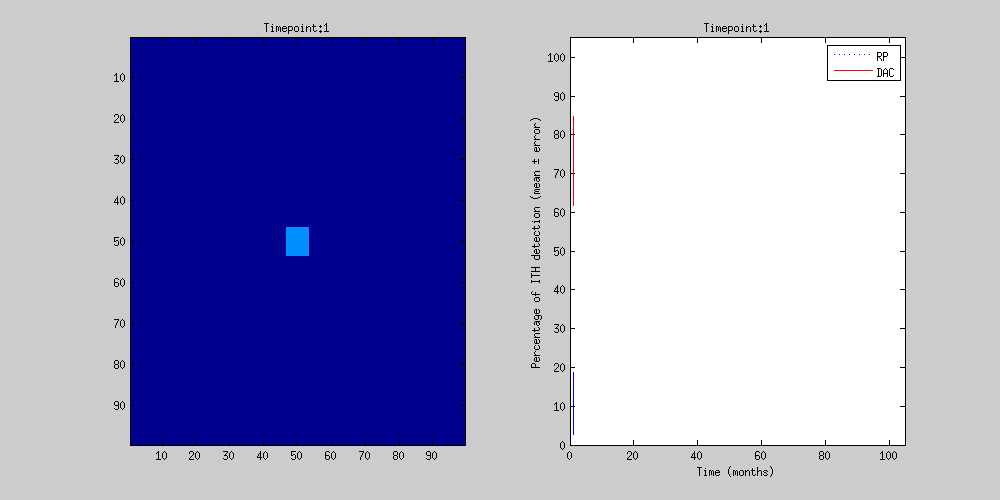 Timepoint:1
10
20
30
40
50
60
70
80
90
10 20 30 40 50 60 70 80 90
Timepoint:1
RP
DAC
Percentage of ITH detection (mean ± error)
100
90
80
70
60
50
40
30
20
10
0
0 20 40 60 80 100
Time (months)